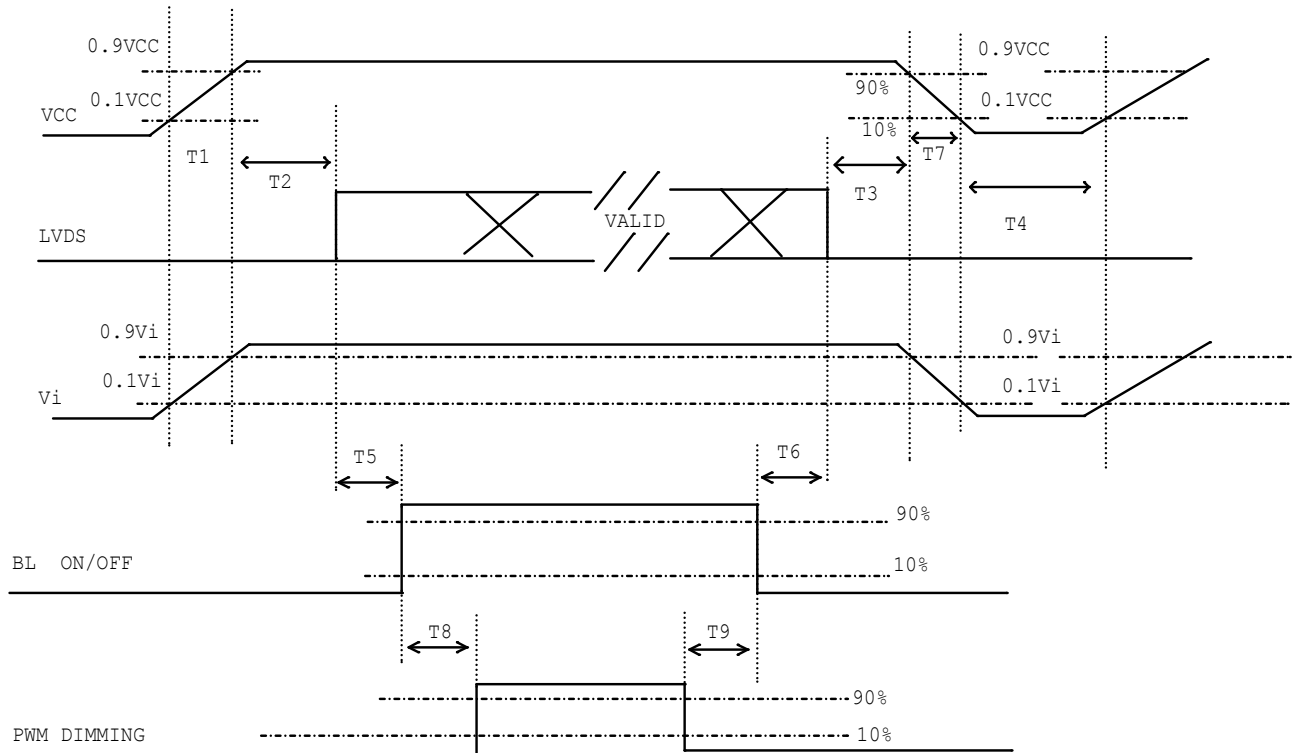 0.9VCC
0.9VCC
90%
0.1VCC
0.1VCC
VCC
10%
T1
T7
T2
T3
T4
VALID
LVDS
0.9Vi
0.9Vi
0.1Vi
0.1Vi
Vi
T5
T6
90%
BL ON/OFF
10%
T8
T9
90%
PWM DIMMING
10%